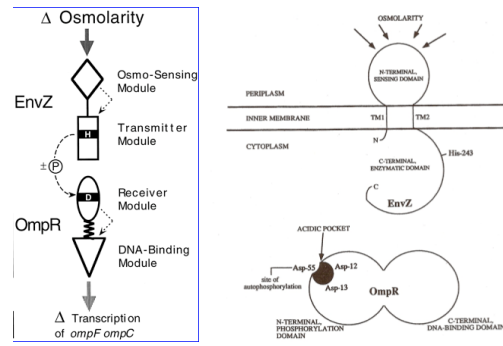 Δ Osmolarity
Osmo-Sensing
Module
EnvZ
H
Transmitter
Module
± P
Receiver
Module
D
OmpR
DNA-Binding
Module
Δ Transcription
of ompF ompC
OSMOLARITY
N-TERMINAL,
SENSING DOMAIN
PERIPLASM
INNER MEMBRANE
TM1
TM2
CYTOPLASM
N
His-243
C-TERMINAL,
ENZYMATIC DOMAIN
C
EnvZ
ACIDIC POCKET
Asp-55
Asp-12
site of
autophosphorylation
Asp-13
OmpR
N-TERMINAL,
PHOSPHORYLATION
DOMAIN
C-TERMINAL,
DNA-BINDING DOMAIN